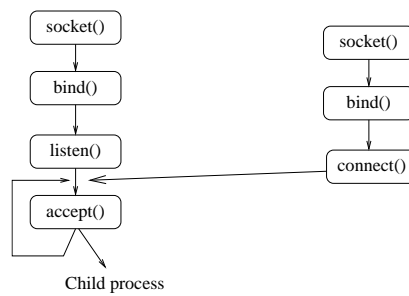 socket()
bind()
listen()
accept()
Child process
socket()
bind()
connect()